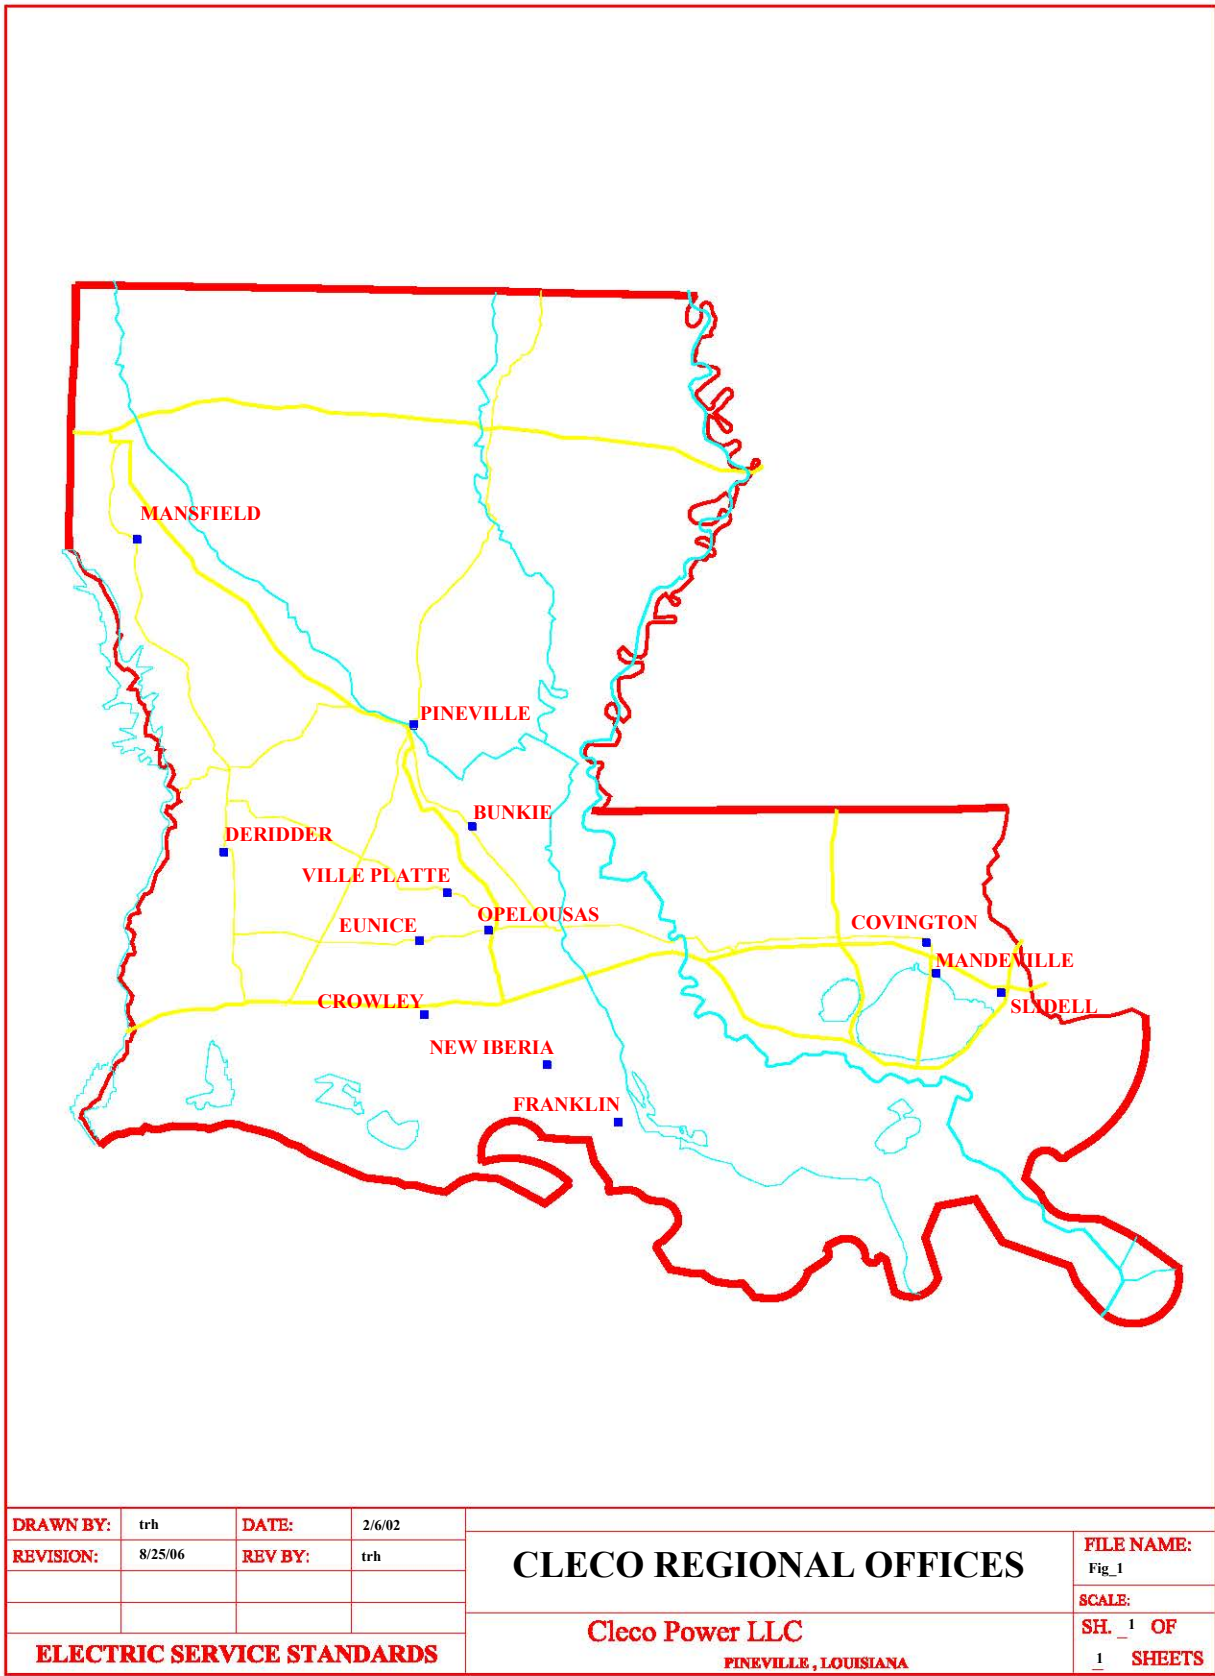 MANSFIELD
PINEVILLE
BUNKIE
DERIDDER
VILLE PLATTE
OPELOUSAS
EUNICE
COVINGTON
MANDEVILLE
CROWLEY
SLIDELL
NEW IBERIA
FRANKLIN
DRAWN BY: trh DATE: 2/6/02
REVISION: 8/25/06 REV BY: trh
ELECTRIC SERVICE STANDARDS
CLECO REGIONAL OFFICES
Cleco Power LLC
PINEVILLE, LOUISIANA
FILE NAME:
Fig_1
SCALE:
SH. 1 OF
1 SHEETS